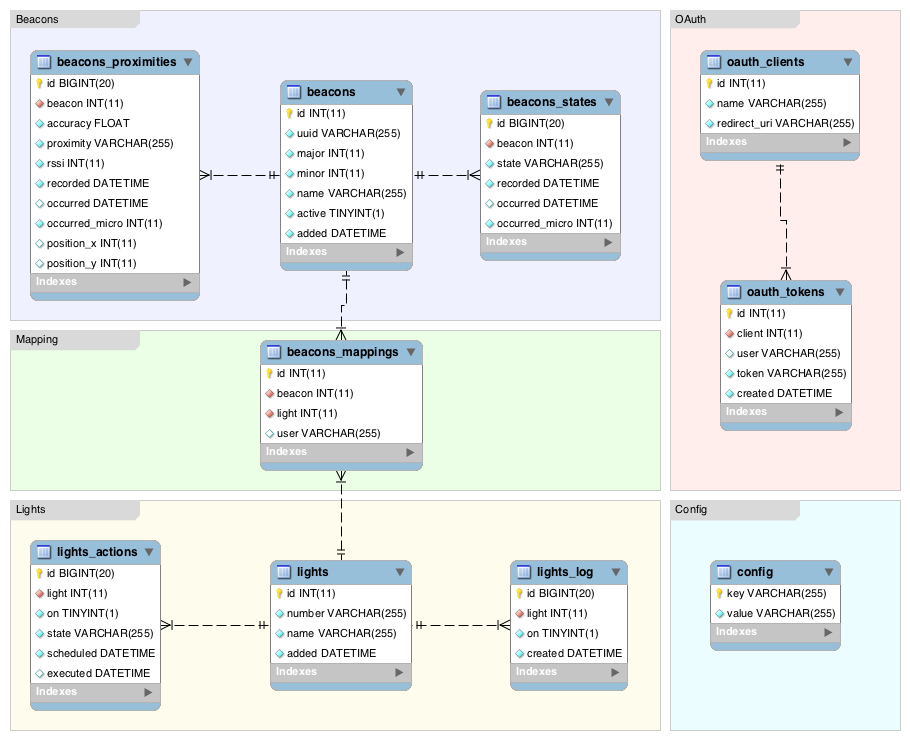 Beacons
beacons_proximities
id BIGINT(20)
beacon INT(11)
accuracy FLOAT
proximity VARCHAR(255)
rssi INT(11)
recorded DATETIME
occurred DATETIME
occurred_micro INT(11)
position_x INT(11)
position_y INT(11)
Indexes
beacons
id INT(11)
uuid VARCHAR(255)
major INT(11)
minor INT(11)
name VARCHAR(255)
active TINYINT(1)
added DATETIME
Indexes
beacons_states
id BIGINT(20)
beacon INT(11)
state VARCHAR(255)
recorded DATETIME
occurred DATETIME
occurred_micro INT(11)
Indexes
OAuth
oauth_clients
id INT(11)
name VARCHAR(255)
redirect_uri VARCHAR(255)
Indexes
oauth_tokens
id INT(11)
client INT(11)
user VARCHAR(255)
token VARCHAR(255)
created DATETIME
Indexes
Mapping
beacons_mappings
id INT(11)
beacon INT(11)
light INT(11)
user VARCHAR(255)
Indexes
Lights
lights_actions
id BIGINT(20)
light INT(11)
on TINYINT(1)
state VARCHAR(255)
scheduled DATETIME
executed DATETIME
Indexes
lights
id INT(11)
number VARCHAR(255)
name VARCHAR(255)
added DATETIME
Indexes
lights_log
id BIGINT(20)
light INT(11)
on TINYINT(1)
created DATETIME
Indexes
Config
config
key VARCHAR(255)
value VARCHAR(255)
Indexes